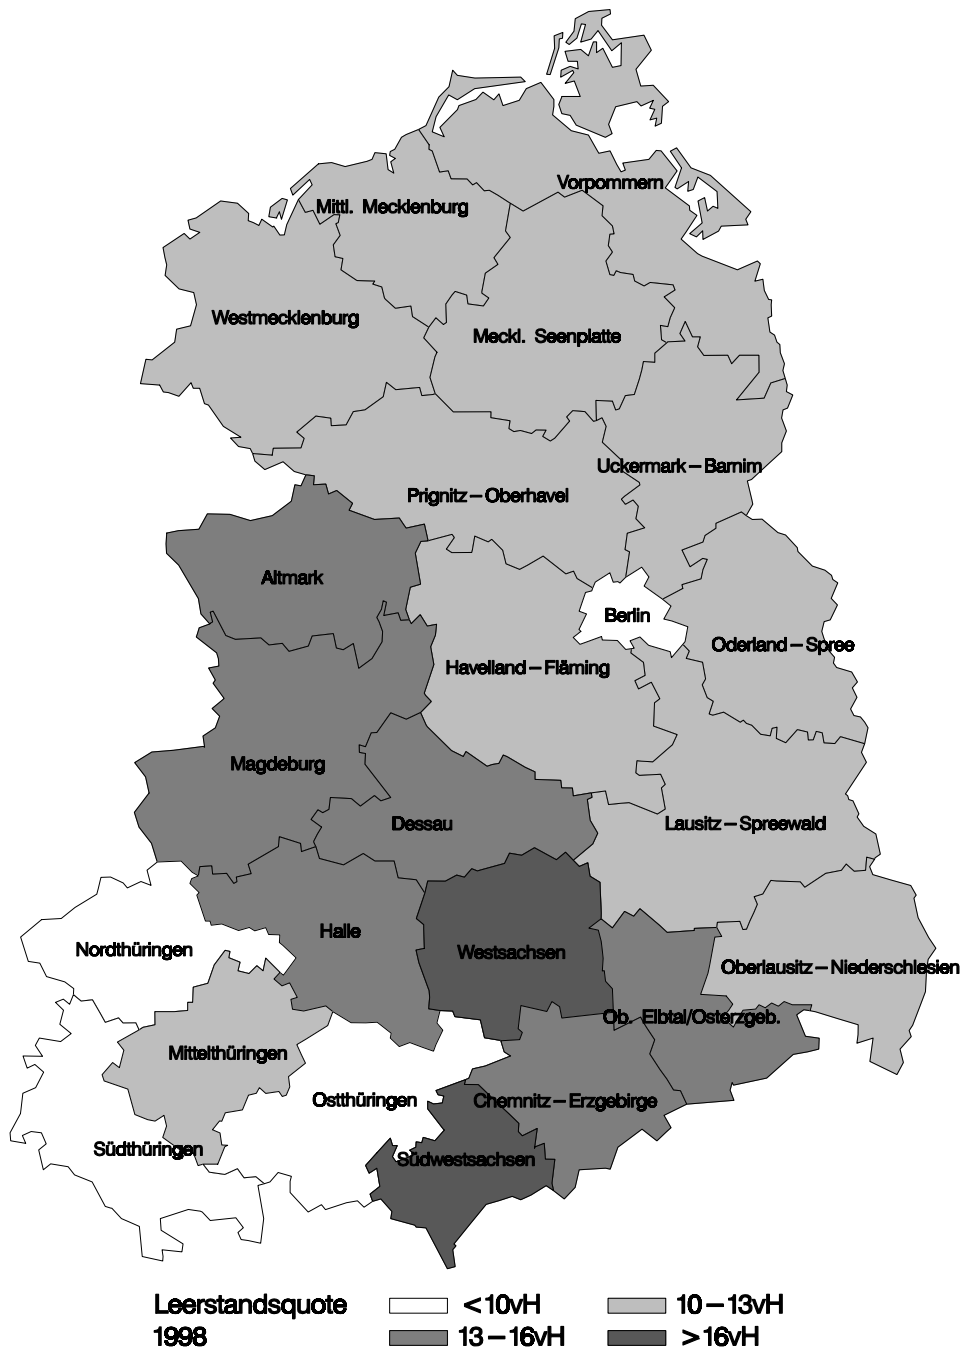 Vorpommern
Mittl. Mecklenburg
Westmecklenburg
Meckl. Seenplatte
Uckermark – Barnim
Prignitz – Oberhavel
Altmark
Berlin
Oderland – Spree
Havelland – Fläming
Magdeburg
Dessau
Lausitz – Spreewald
Halle
Nordthüringen
Westsachsen
Oberlausitz – Niederschlesien
Ob. Elbtal/Osterzgeb.
Mittelthüringen
Ostthüringen
Chemnitz – Erzgebirge
Südthüringen
Südwestsachsen
Leerstandsquote <10vH 10 – 13vH
1998 13 – 16vH >16vH